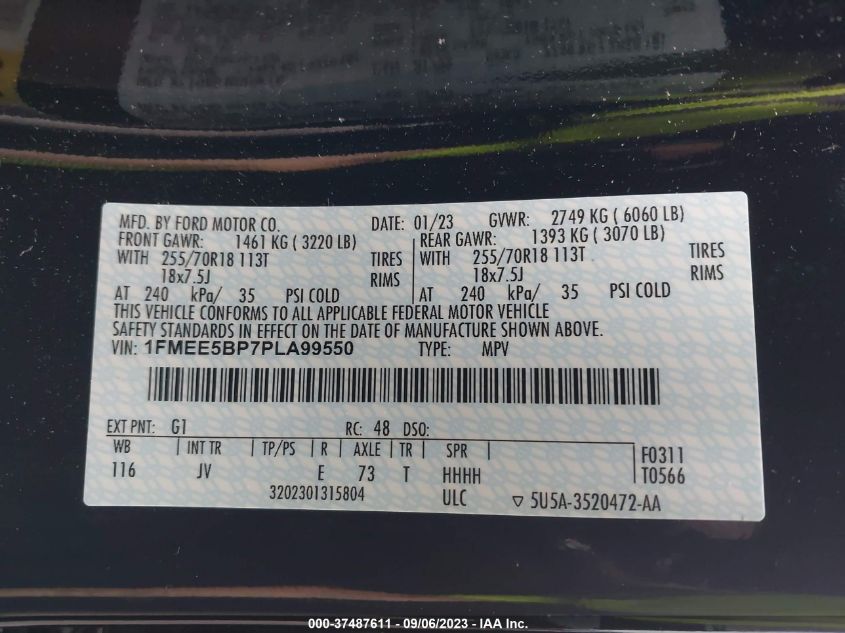 MFD. BY FORD MOTOR CO. DATE: 01/23 GVWR: 2749 KG ( 6060 LB)
FRONT GAWR: 1461 KG ( 3220 LB) REAR GAWR: 1393 KG ( 3070 LB)
WITH 255/70R18 113T TIRES WITH 255/70R18 113T TIRES
18x7.5J RIMS 18x7.5J RIMS
AT 240 kPa/ 35 PSI COLD AT 240 kPa/ 35 PSI COLD
THIS VEHICLE CONFORMS TO ALL APPLICABLE FEDERAL MOTOR VEHICLE
SAFETY STANDARDS IN EFFECT ON THE DATE OF MANUFACTURE SHOWN ABOVE.
VIN: 1FMEE5BP7PLA99550 TYPE: MPV
EXT PNT: G1 RC: 48 DSO:
WB INT TR TP/PS R AXLE TR SPR F0311
116 JV E 73 T HHHH T0566
3202301315804 ULC ▽ 5U5A-3520472-AA
000-37487611 - 09/06/2023 - IAA Inc.